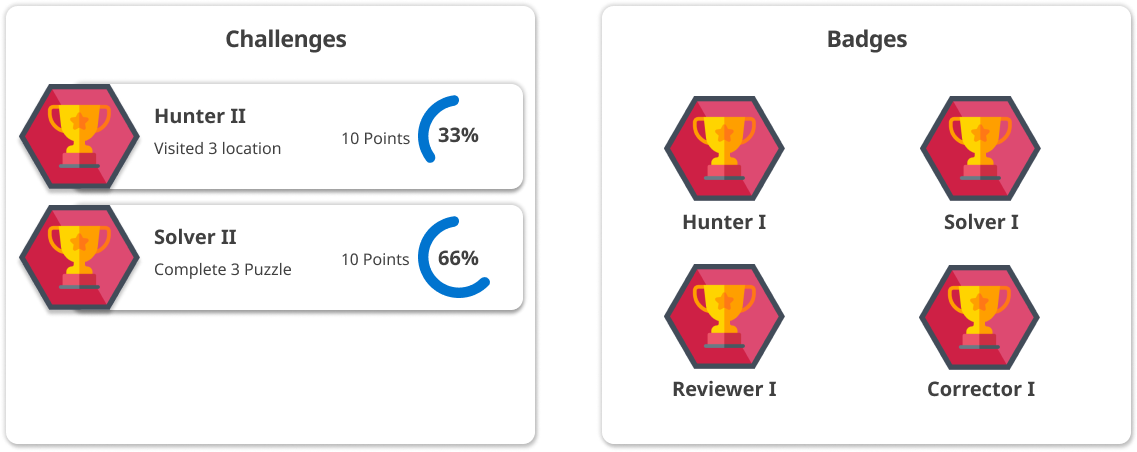 Challenges
Hunter II
Visited 3 location
10 Points
33%
Solver II
Complete 3 Puzzle
10 Points
66%
Badges
Hunter I
Solver I
Reviewer I
Corrector I